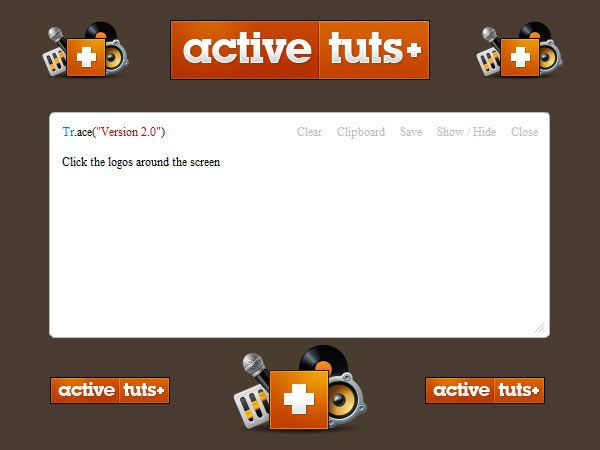 active tuts+
Tr.ace("Version 2.0") Clear Clipboard Save Show / Hide Close
Click the logos around the screen
active tuts+
active tuts+